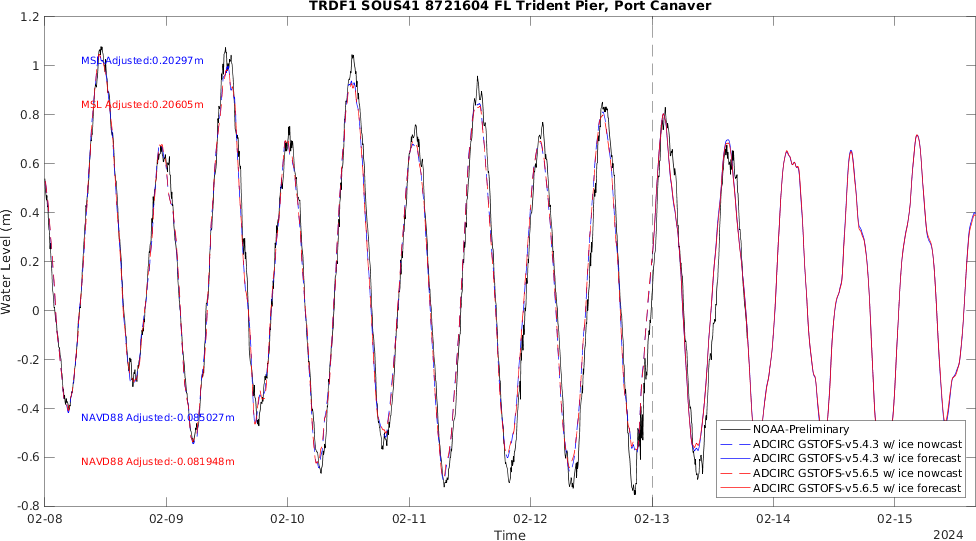 TRDF1 SOUS41 8721604 FL Trident Pier, Port Canaver
1.2
1
0.8
0.6
0.4
0.2
0
-0.2
-0.4
-0.6
-0.8
Water Level (m)
MSL Adjusted:0.20297m
MSL Adjusted:0.20605m
NAVD88 Adjusted:-0.085027m
NAVD88 Adjusted:-0.081948m
NOAA-Preliminary
ADCIRC GSTOFS-v5.4.3 w/ ice nowcast
ADCIRC GSTOFS-v5.4.3 w/ ice forecast
ADCIRC GSTOFS-v5.6.5 w/ ice nowcast
ADCIRC GSTOFS-v5.6.5 w/ ice forecast
02-08 02-09 02-10 02-11 02-12 02-13 02-14 02-15
Time
2024